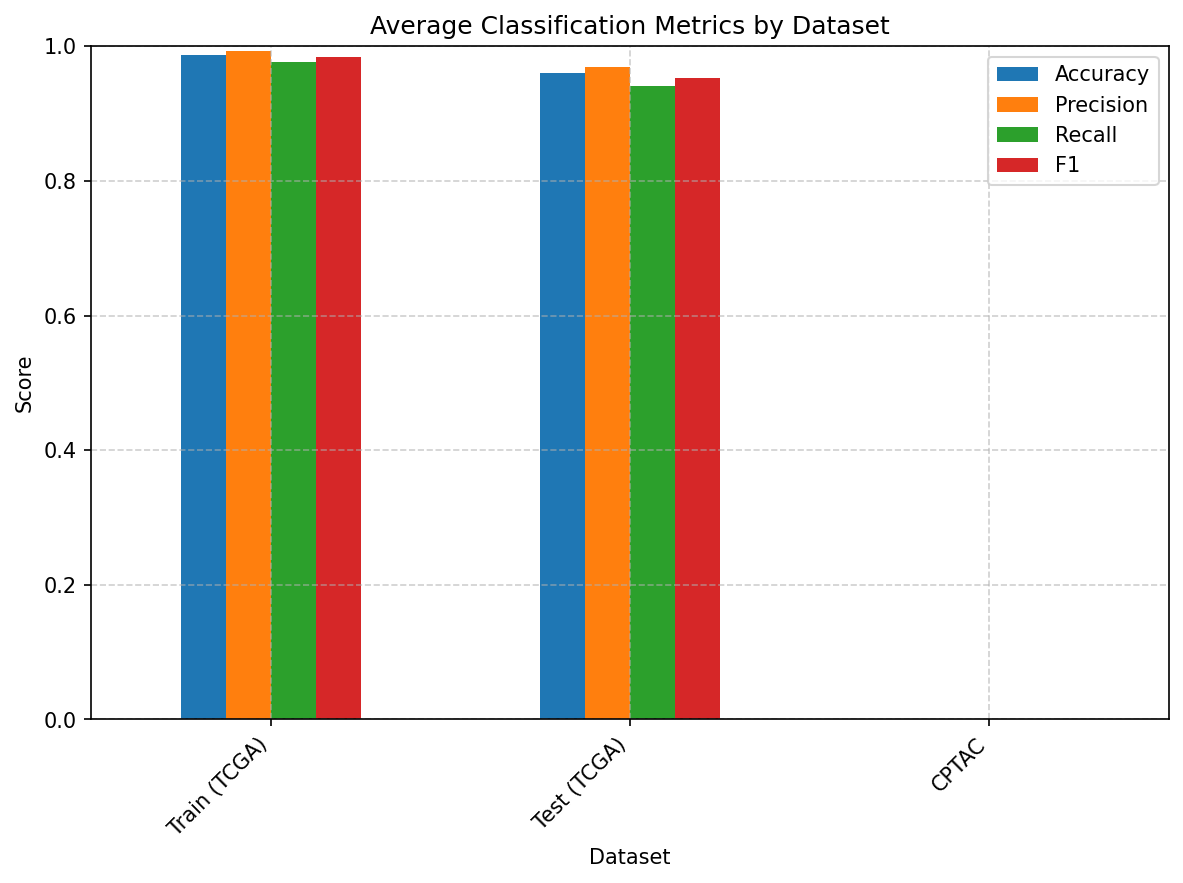 Average Classification Metrics by Dataset
1.0
0.8
0.6
0.4
0.2
0.0
Score
Accuracy
Precision
Recall
F1
Train (TCGA)
Test (TCGA)
CPTAC
Dataset